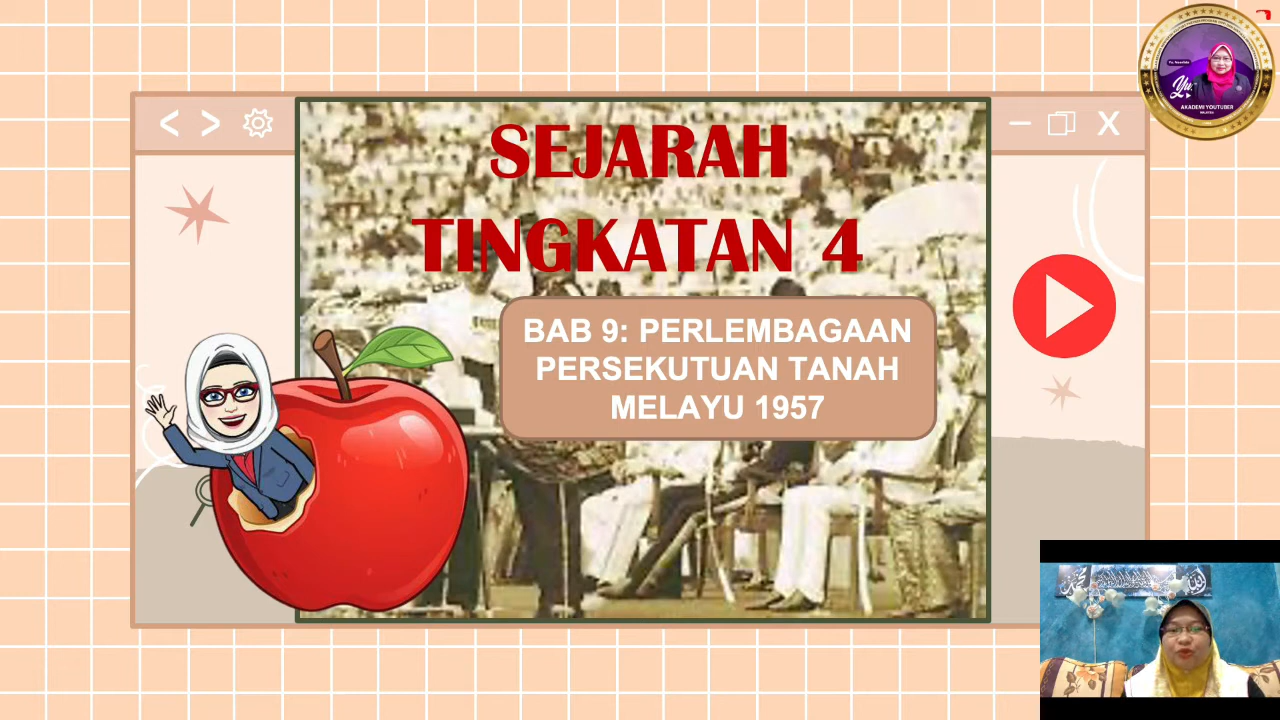 SEJARAH
TINGKATAN 4
BAB 9: PERLEMBAGAAN
PERSEKUTUAN TANAH
MELAYU 1957
X
AKADEMI YOUTUBER